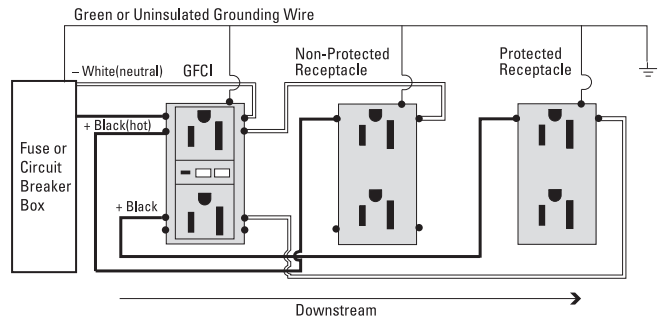 Green or Uninsulated Grounding Wire
– White(neutral)
GFCI
Non-Protected
Receptacle
Protected
Receptacle
+ Black(hot)
Fuse or
Circuit
Breaker
Box
+ Black
Downstream